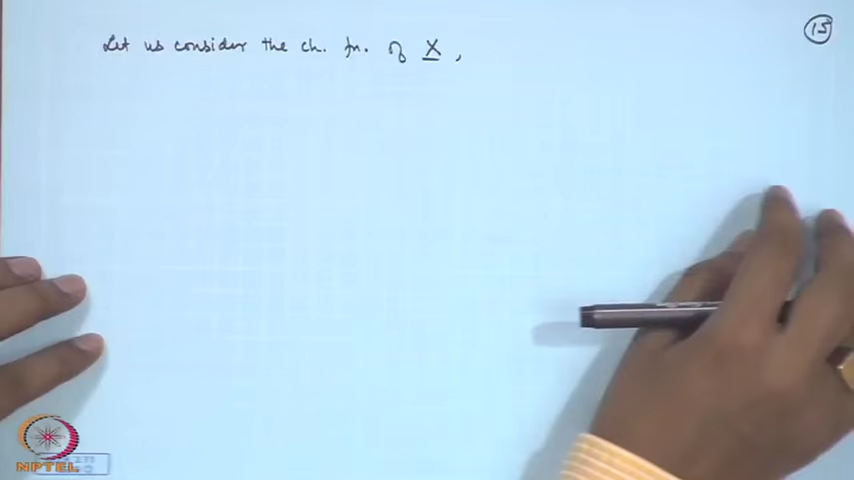 Let us consider the ch. fn. of X,
15
NPTEL